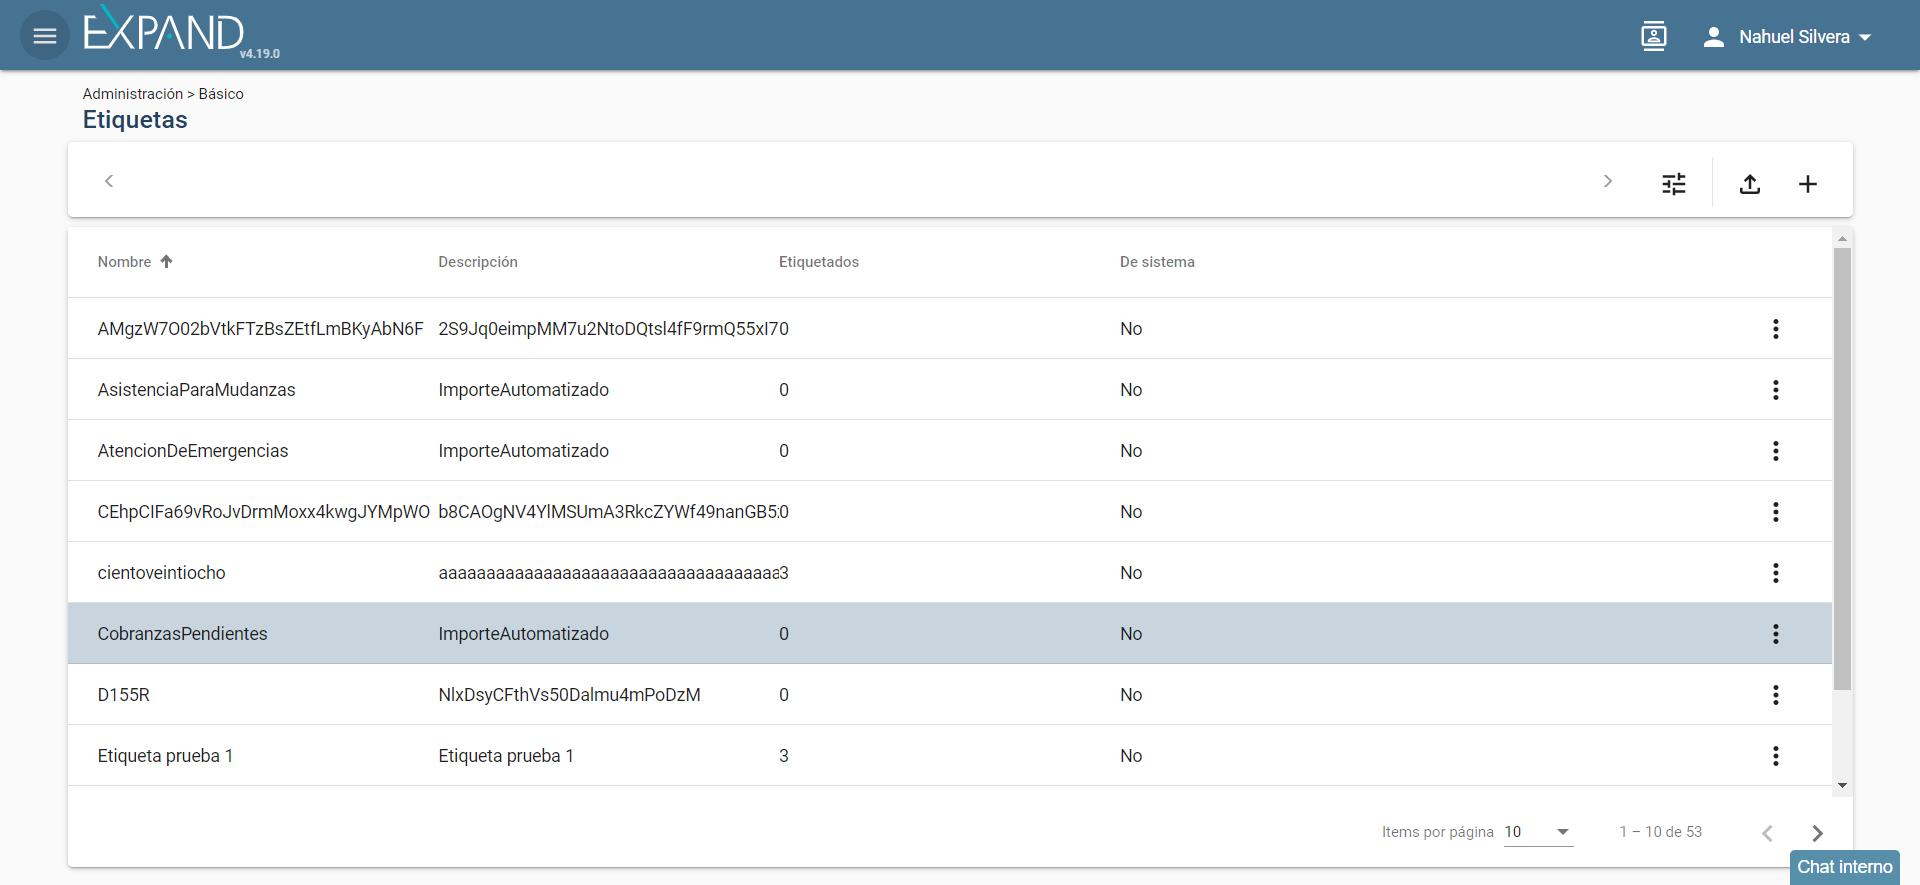 EXPAND
v4.19.0
Nahuel Silvera
Administración > Básico
Etiquetas
Nombre Descripción Etiquetados De sistema
AMgzW7O02bVtkFTzBsZEtfLmBKyAbN6F 2S9Jq0eimpMM7u2NtoDQtsl4fF9rmQ55xI7 0 No
AsistenciaParaMudanzas ImporteAutomatizado 0 No
AtencionDeEmergencias ImporteAutomatizado 0 No
CEhpCIFa69vRoJvDrmMoxx4kwgJYMpWO b8CAOgNV4YlMSUmA3RkcZYWf49nanGB5 0 No
cientoveintiocho aaaaaaaaaaaaaaaaaaaaaaaaaaaaaaaaaaaa 3 No
CobranzasPendientes ImporteAutomatizado 0 No
D155R NlxDsyCFthVs50Dalmu4mPoDzM 0 No
Etiqueta prueba 1 Etiqueta prueba 1 3 No
Items por página 10 1 – 10 de 53
Chat interno